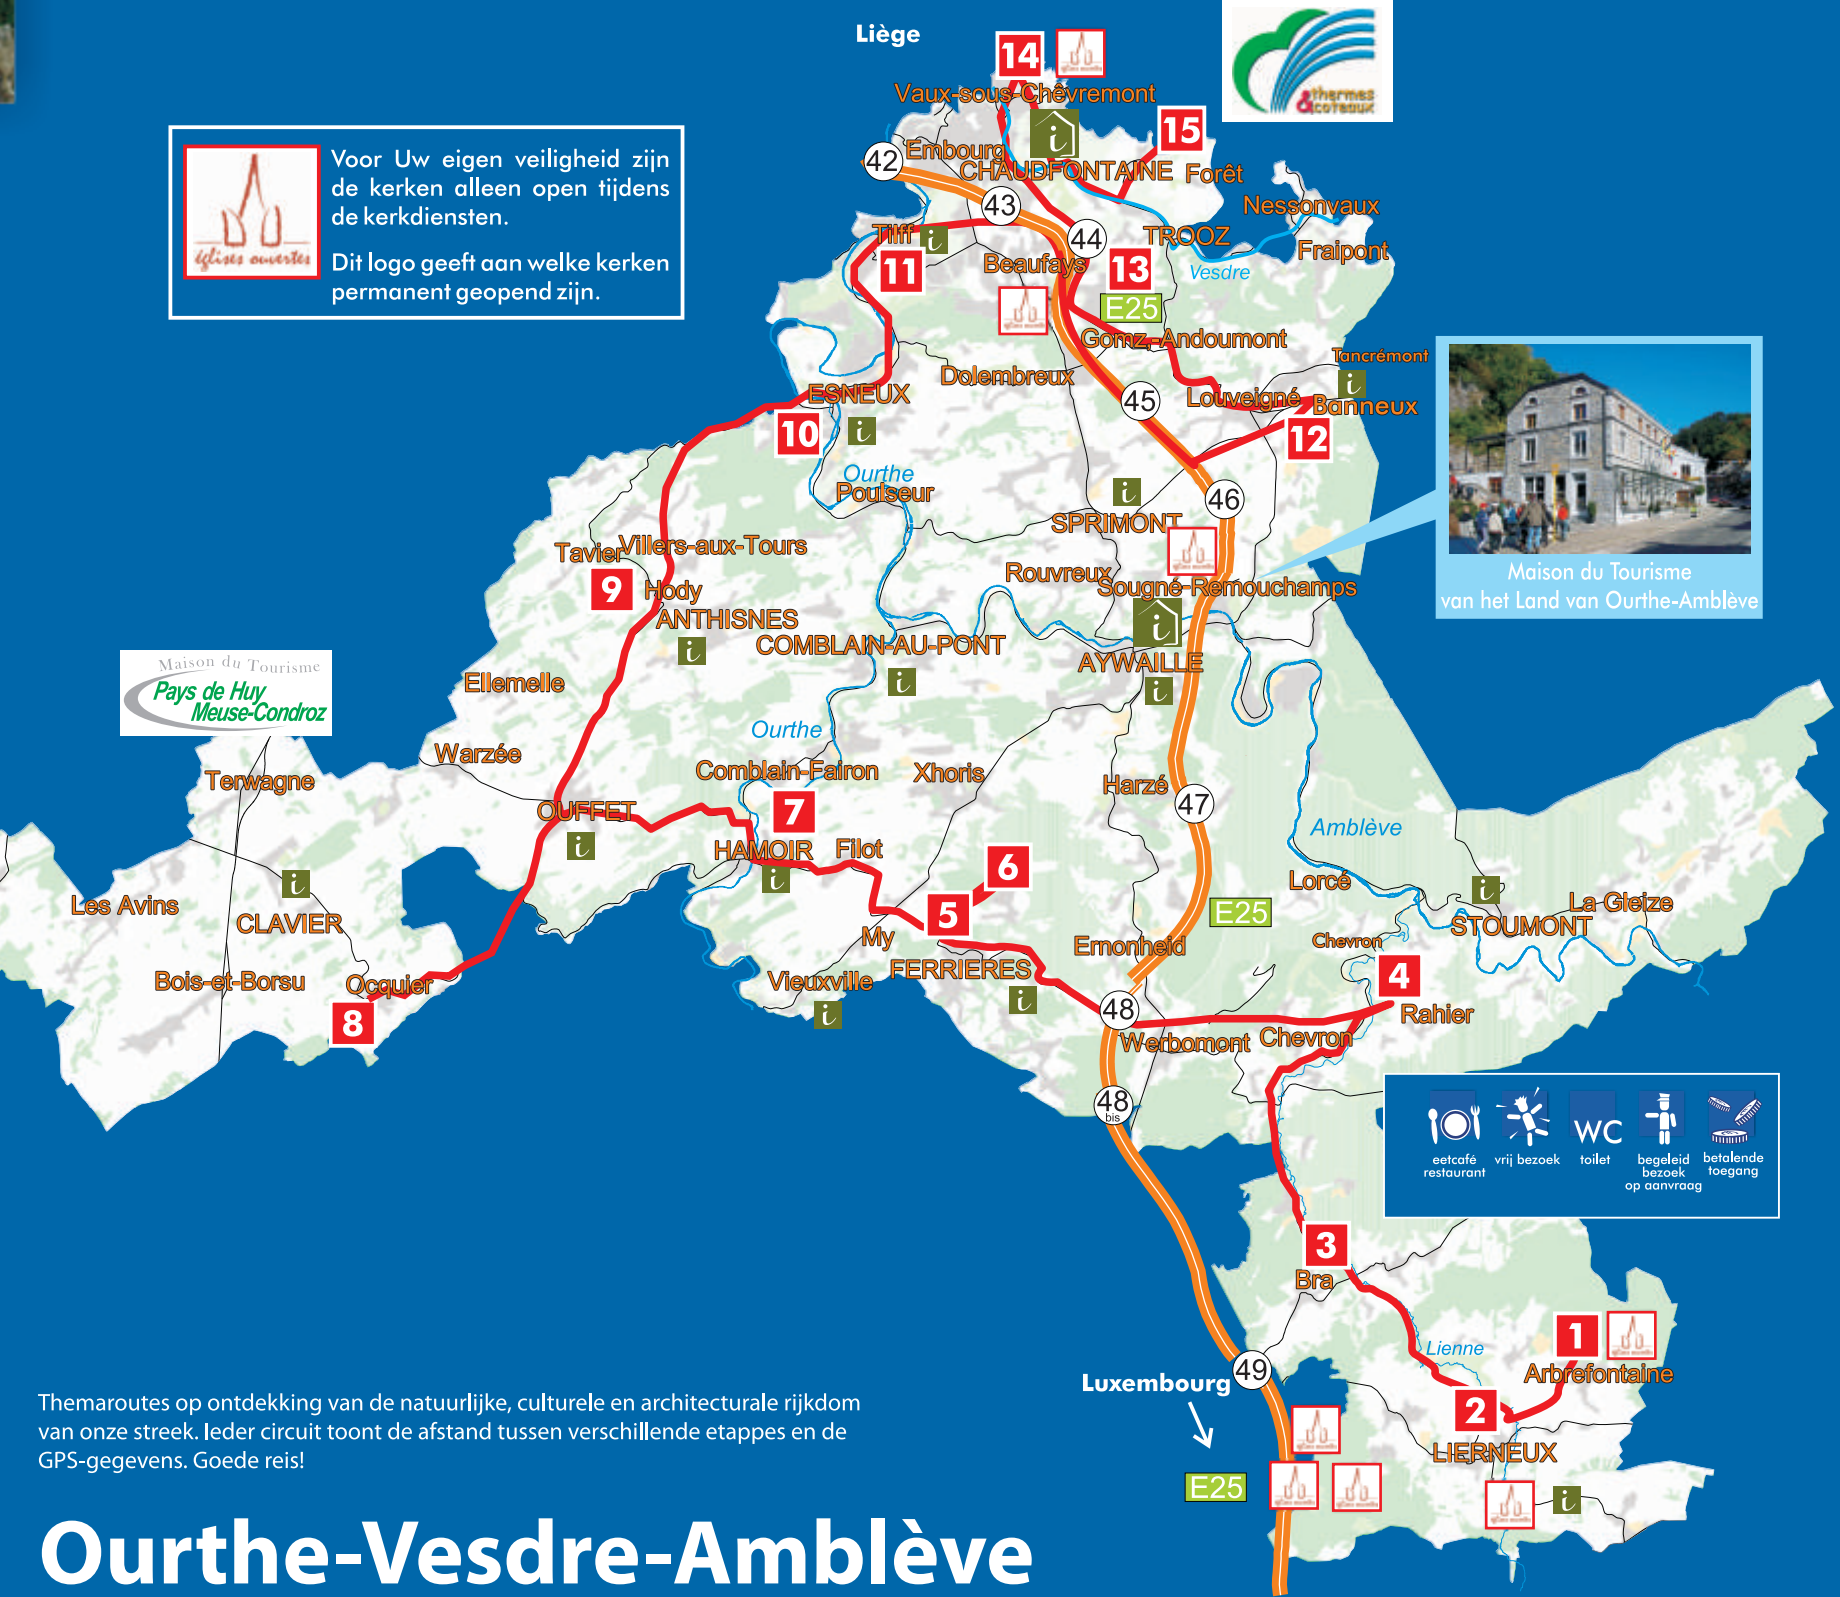 Liège
14
Vaux-sous-Chêvremont
thermes
&coteaux
15
42
Embourg
CHAUDFONTAINE
Forêt
Voor Uw eigen veiligheid zijn
de kerken alleen open tijdens
de kerkdiensten.
Dit logo geeft aan welke kerken
permanent geopend zijn.
églises ouvertes
43
Nessonvaux
Tilff
44
TROOZ
Fraipont
11
Beaufays
13
Vesdre
E25
Gomz-Andoumont
Tancrémont
Dolembreux
ESNEUX
45
Louveigné
Banneux
10
12
Ourthe
Poulseur
46
SPRIMONT
Tavier
Villers-aux-Tours
9
Hody
Rouvreux
Sougné-Remouchamps
Maison du Tourisme
van het Land van Ourthe-Amblève
ANTHISNES
COMBLAIN-AU-PONT
AYWAILLE
Maison du Tourisme
Pays de Huy
Meuse-Condroz
Ellemelle
Ourthe
Warzée
Terwagne
Comblain-Fairon
Xhoris
Harzé
OUFFET
7
47
Amblève
HAMOIR
Filot
6
Lorcé
Les Avins
CLAVIER
5
E25
La Gleize
STOUMONT
My
Ernonheid
Chevron
Bois-et-Borsu
Ocquier
Vieuxville
FERRIERES
4
8
48
Rahier
Werbomont
Chevron
48
bis
eetcafé
restaurant
vrij bezoek
WC
toilet
begeleid
bezoek
op aanvraag
betalende
toegang
3
Bra
1
Lienne
Arbrefontaine
49
Luxembourg
2
LIERNEUX
E25
Themaroutes op ontdekking van de natuurlijke, culturele en architecturale rijkdom
van onze streek. Ieder circuit toont de afstand tussen verschillende etappes en de
GPS-gegevens. Goede reis!
Ourthe-Vesdre-Amblève